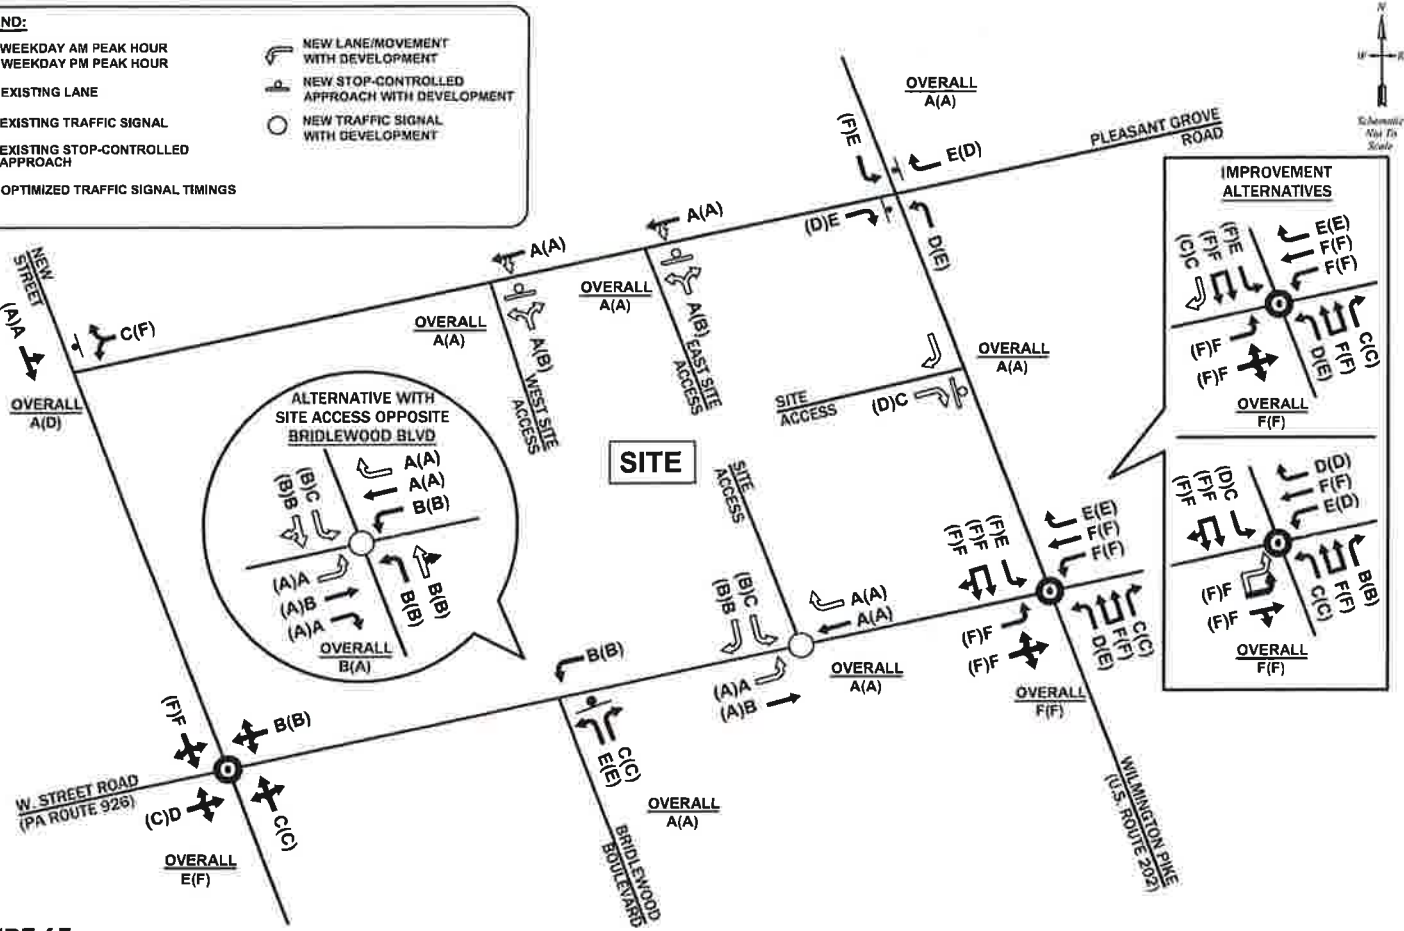 ND:
WEEKDAY AM PEAK HOUR
WEEKDAY PM PEAK HOUR
EXISTING LANE
EXISTING TRAFFIC SIGNAL
EXISTING STOP-CONTROLLED
APPROACH
OPTIMIZED TRAFFIC SIGNAL TIMINGS
NEW LANE/MOVEMENT
WITH DEVELOPMENT
NEW STOP-CONTROLLED
APPROACH WITH DEVELOPMENT
NEW TRAFFIC SIGNAL
WITH DEVELOPMENT
N
W
Schematic
Not To
Scale
OVERALL
A(A)
PLEASANT GROVE
ROAD
(F)E
E(D)
(D)E
D(E)
A(A)
A(A)
OVERALL
A(A)
OVERALL
A(A)
A(B)
EAST SITE
ACCESS
A(B)
WEST SITE
ACCESS
NEW
STREET
(A)A
C(F)
OVERALL
A(D)
OVERALL
A(A)
SITE
ACCESS
(D)C
SITE
SITE
ACCESS
ALTERNATIVE WITH
SITE ACCESS OPPOSITE
BRIDLEWOOD BLVD
(B)B
(B)C
A(A)
A(A)
B(B)
(A)A
(A)B
(A)A
B(B)
B(B)
OVERALL
B(A)
IMPROVEMENT
ALTERNATIVES
(C)C
(F)F
(F)E
E(E)
F(F)
F(F)
(F)F
(F)F
D(E)
F(F)
C(C)
OVERALL
F(F)
(F)F
(F)F
(D)C
D(D)
F(F)
E(D)
(F)F
(F)F
C(C)
F(F)
B(B)
OVERALL
F(F)
(F)F
(F)F
(F)E
E(E)
F(F)
F(F)
(F)F
(F)F
D(E)
F(F)
C(C)
OVERALL
F(F)
(B)B
(B)C
A(A)
A(A)
(A)A
(A)B
OVERALL
A(A)
B(B)
E(E)
C(C)
OVERALL
A(A)
BRIDLEWOOD
BOULEVARD
WILMINGTON PIKE
(U.S. ROUTE 202)
(F)F
B(B)
(C)D
C(C)
W. STREET ROAD
(PA ROUTE 926)
OVERALL
E(F)